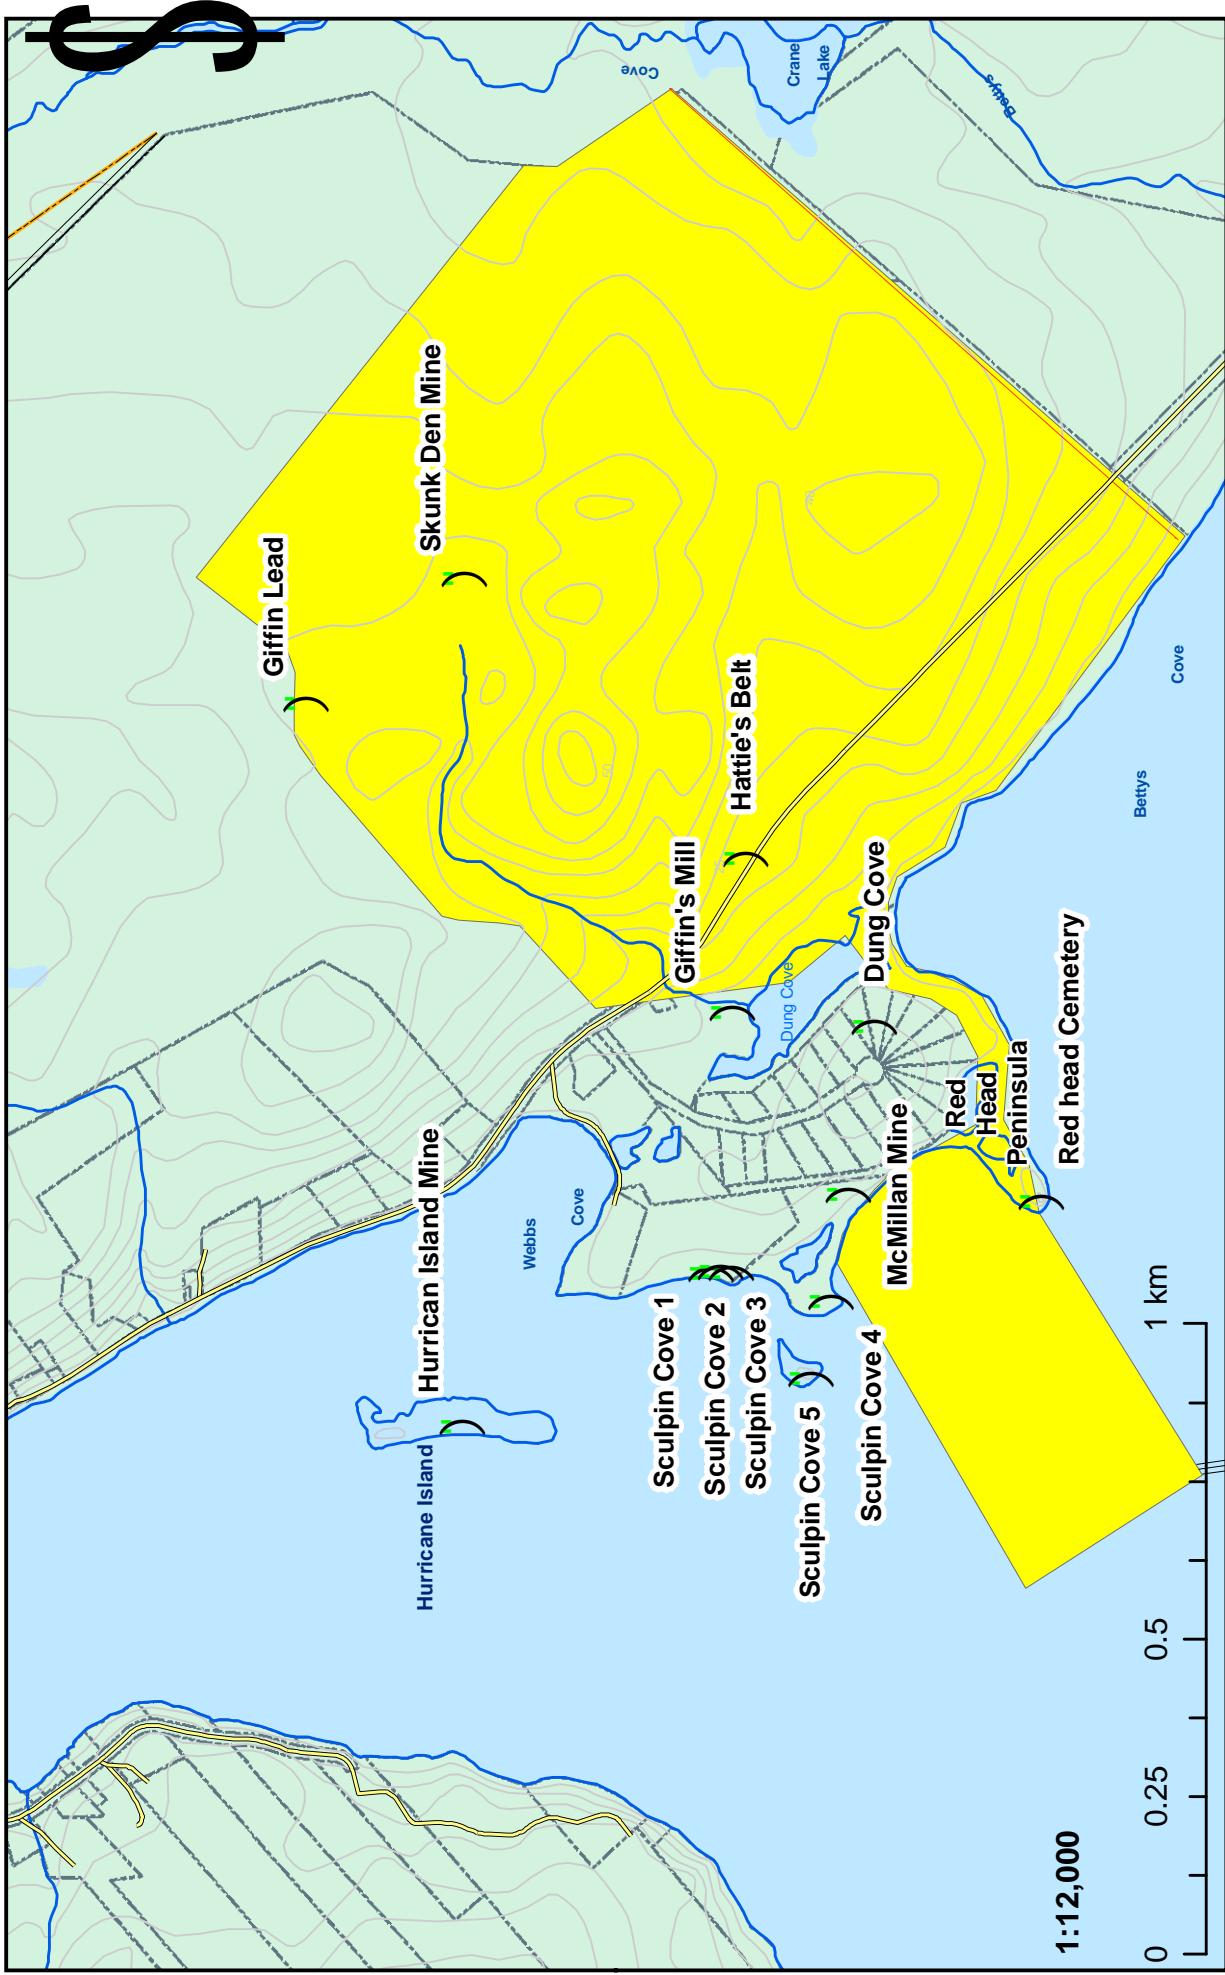 Giffin Lead
Skunk Den Mine
Hattie's Belt
Giffin's Mill
Dung Cove
Dung Cove
Red head Cemetery
Red
Head
Peninsula
McMillan Mine
Hurrican Island Mine
Hurricane Island
Webbs
Cove
Sculpin Cove 1
Sculpin Cove 2
Sculpin Cove 3
Sculpin Cove 4
Sculpin Cove 5
Bettys
Cove
Cove
Crane
Lake
Bettys
50
40
1:12,000
0 0.25 0.5 1 km
S